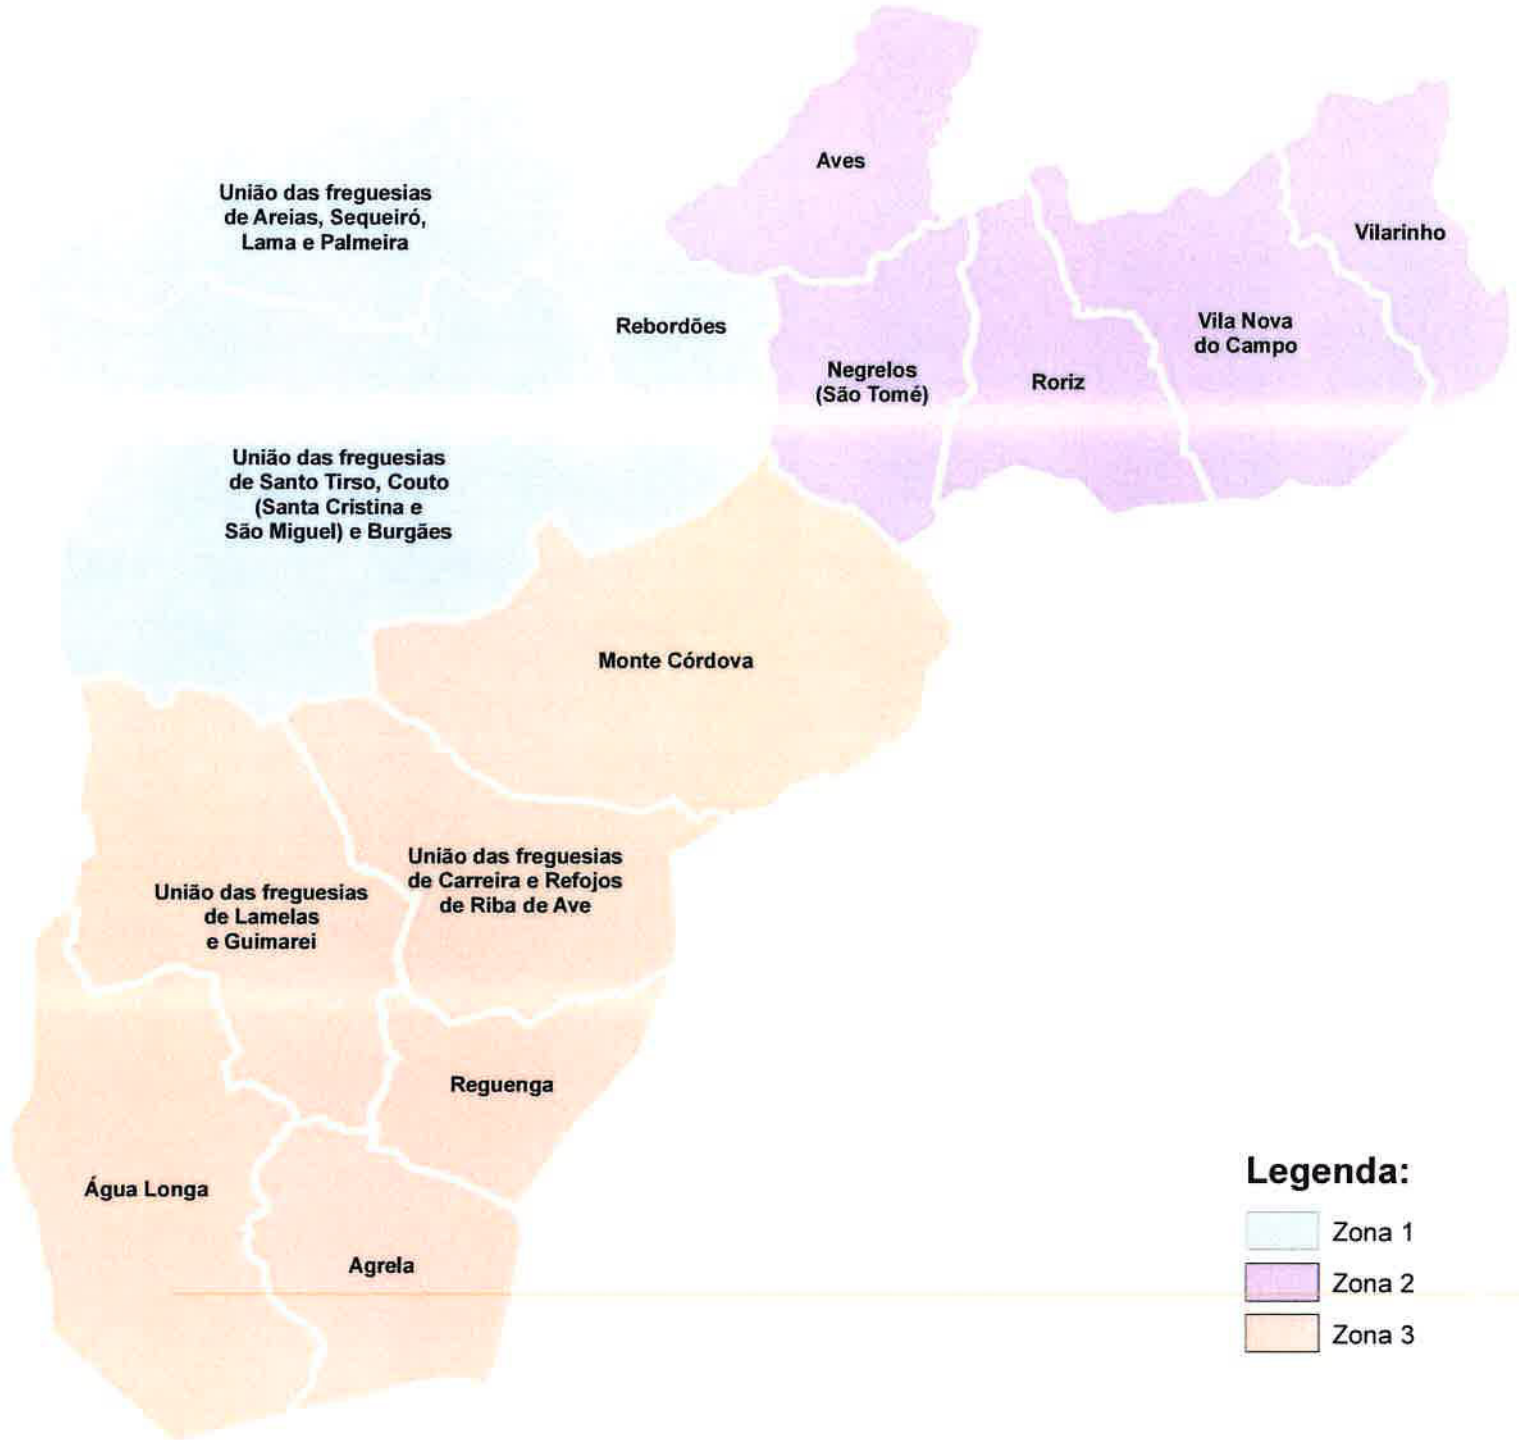 Aves
União das freguesias
de Areias, Sequeiró,
Lama e Palmeira
Vilarinho
Rebordões
Vila Nova
do Campo
Negrelos
(São Tomé)
Roriz
União das freguesias
de Santo Tirso, Couto
(Santa Cristina e
São Miguel) e Burgães
Monte Córdova
União das freguesias
de Carreira e Refojos
de Riba de Ave
União das freguesias
de Lamelas
e Guimarei
Reguenga
Água Longa
Agrela
Legenda:
Zona 1
Zona 2
Zona 3